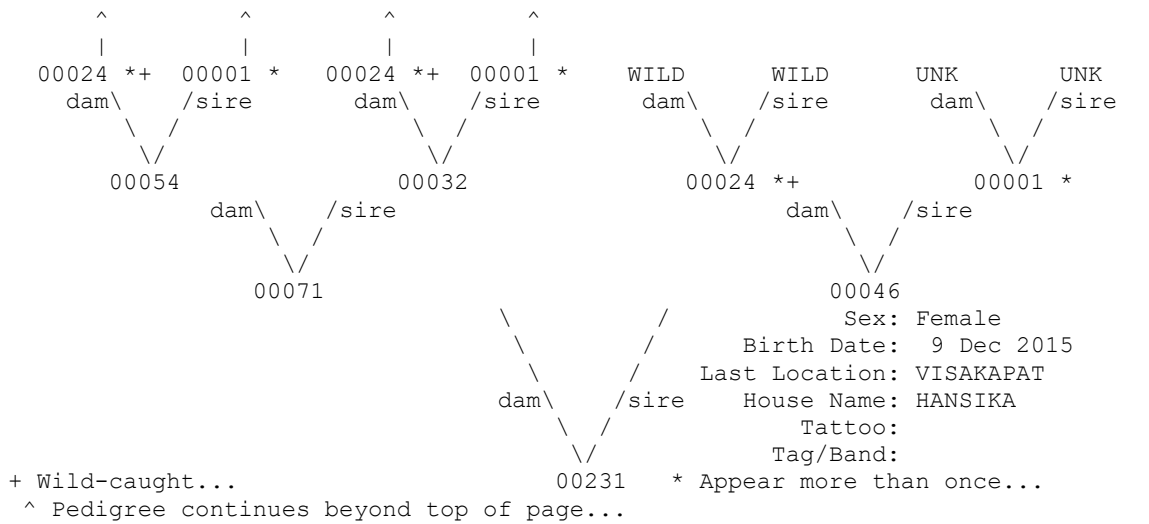 ^ ^ ^ ^
| | | |
00024 *+ 00001 * 00024 *+ 00001 * WILD WILD UNK UNK
dam\ /sire dam\ /sire dam\ /sire dam\ /sire
\ / \ / \ / \ /
\/ \/ \/ \/
00054 00032 00024 *+ 00001 *
dam\ /sire dam\ /sire
\ / \ /
\/ \/
00071 00046
\ / Sex: Female
\ / Birth Date: 9 Dec 2015
\ / Last Location: VISAKAPAT
dam\ /sire House Name: HANSIKA
\ / Tattoo:
\/ Tag/Band:
+ Wild-caught... 00231 * Appear more than once...
^ Pedigree continues beyond top of page...